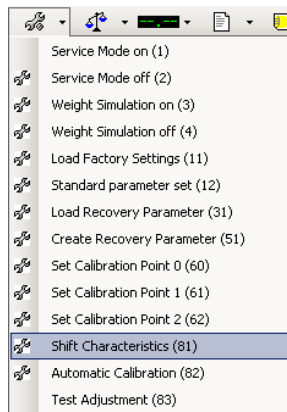 Service Mode on (1)
Service Mode off (2)
Weight Simulation on (3)
Weight Simulation off (4)
Load Factory Settings (11)
Standard parameter set (12)
Load Recovery Parameter (31)
Create Recovery Parameter (51)
Set Calibration Point 0 (60)
Set Calibration Point 1 (61)
Set Calibration Point 2 (62)
Shift Characteristics (81)
Automatic Calibration (82)
Test Adjustment (83)